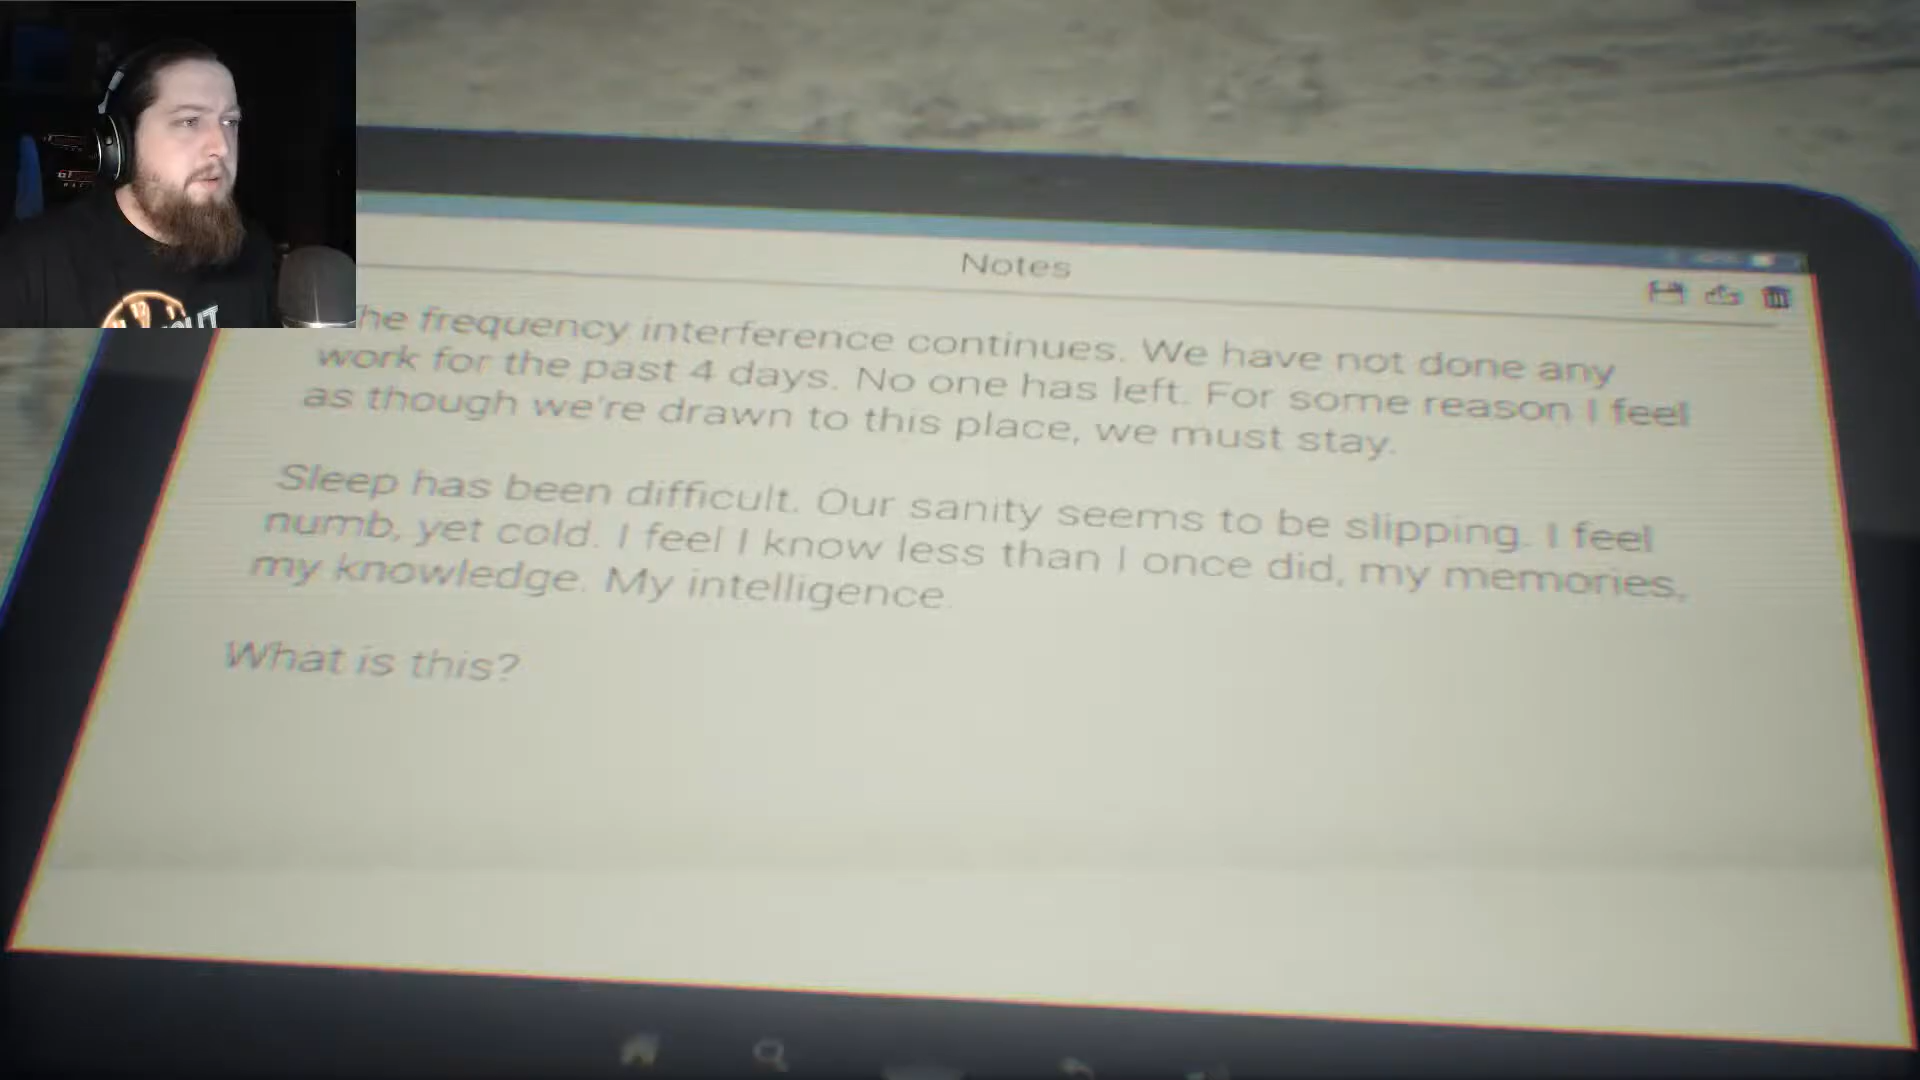 Notes
he frequency interference continues. We have not done any
work for the past 4 days. No one has left. For some reason I feel
as though we're drawn to this place, we must stay.
Sleep has been difficult. Our sanity seems to be slipping. I feel
numb, yet cold. I feel I know less than I once did, my memories,
my knowledge. My intelligence.
What is this?